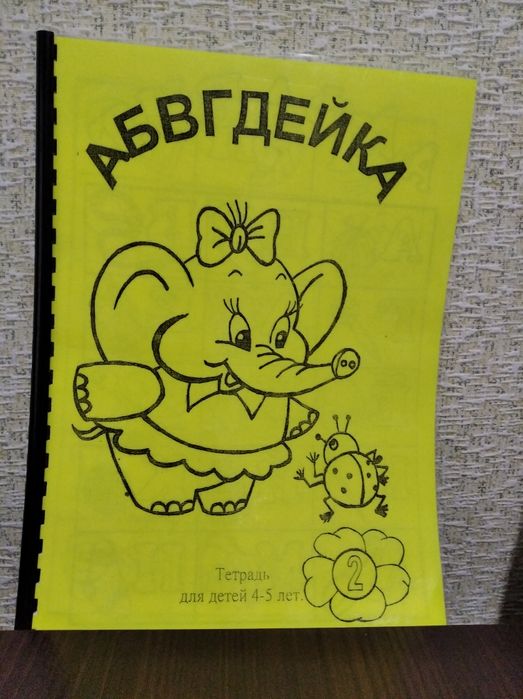 АБВГДЕЙКА
2
Тетрадь
для детей 4-5 лет.